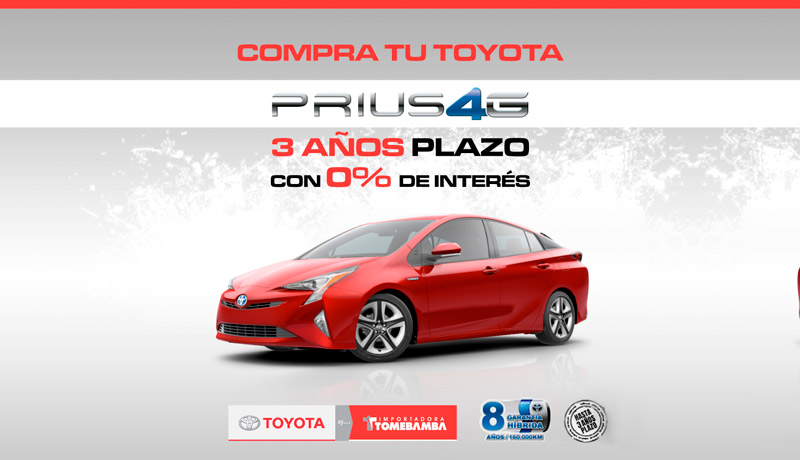 COMPRA TU TOYOTA
PRIUS4G
3 AÑOS PLAZO
CON 0% DE INTERÉS
TOYOTA
IMPORTADORA
TOMEBAMBA
8 GARANTÍA
HÍBRIDA
AÑOS / 160.000KM
HASTA
3 AÑOS
PLAZO